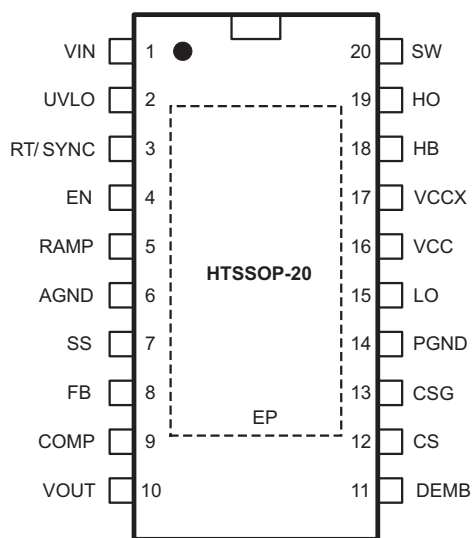 VIN 1 20 SW
UVLO 2 19 HO
RT/ SYNC 3 18 HB
EN 4 17 VCCX
RAMP 5 16 VCC
HTSSOP-20
AGND 6 15 LO
SS 7 14 PGND
FB 8 13 CSG
EP
COMP 9 12 CS
VOUT 10 11 DEMB